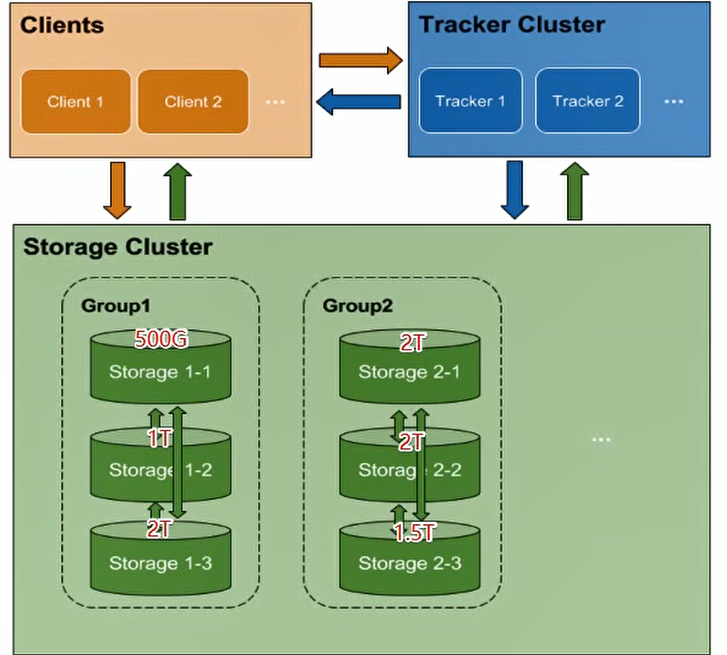 Clients
Client 1
Client 2
...
Tracker Cluster
Tracker 1
Tracker 2
...
Storage Cluster
Group1
500G
Storage 1-1
1T
Storage 1-2
2T
Storage 1-3
Group2
2T
Storage 2-1
2T
Storage 2-2
1.5T
Storage 2-3
...